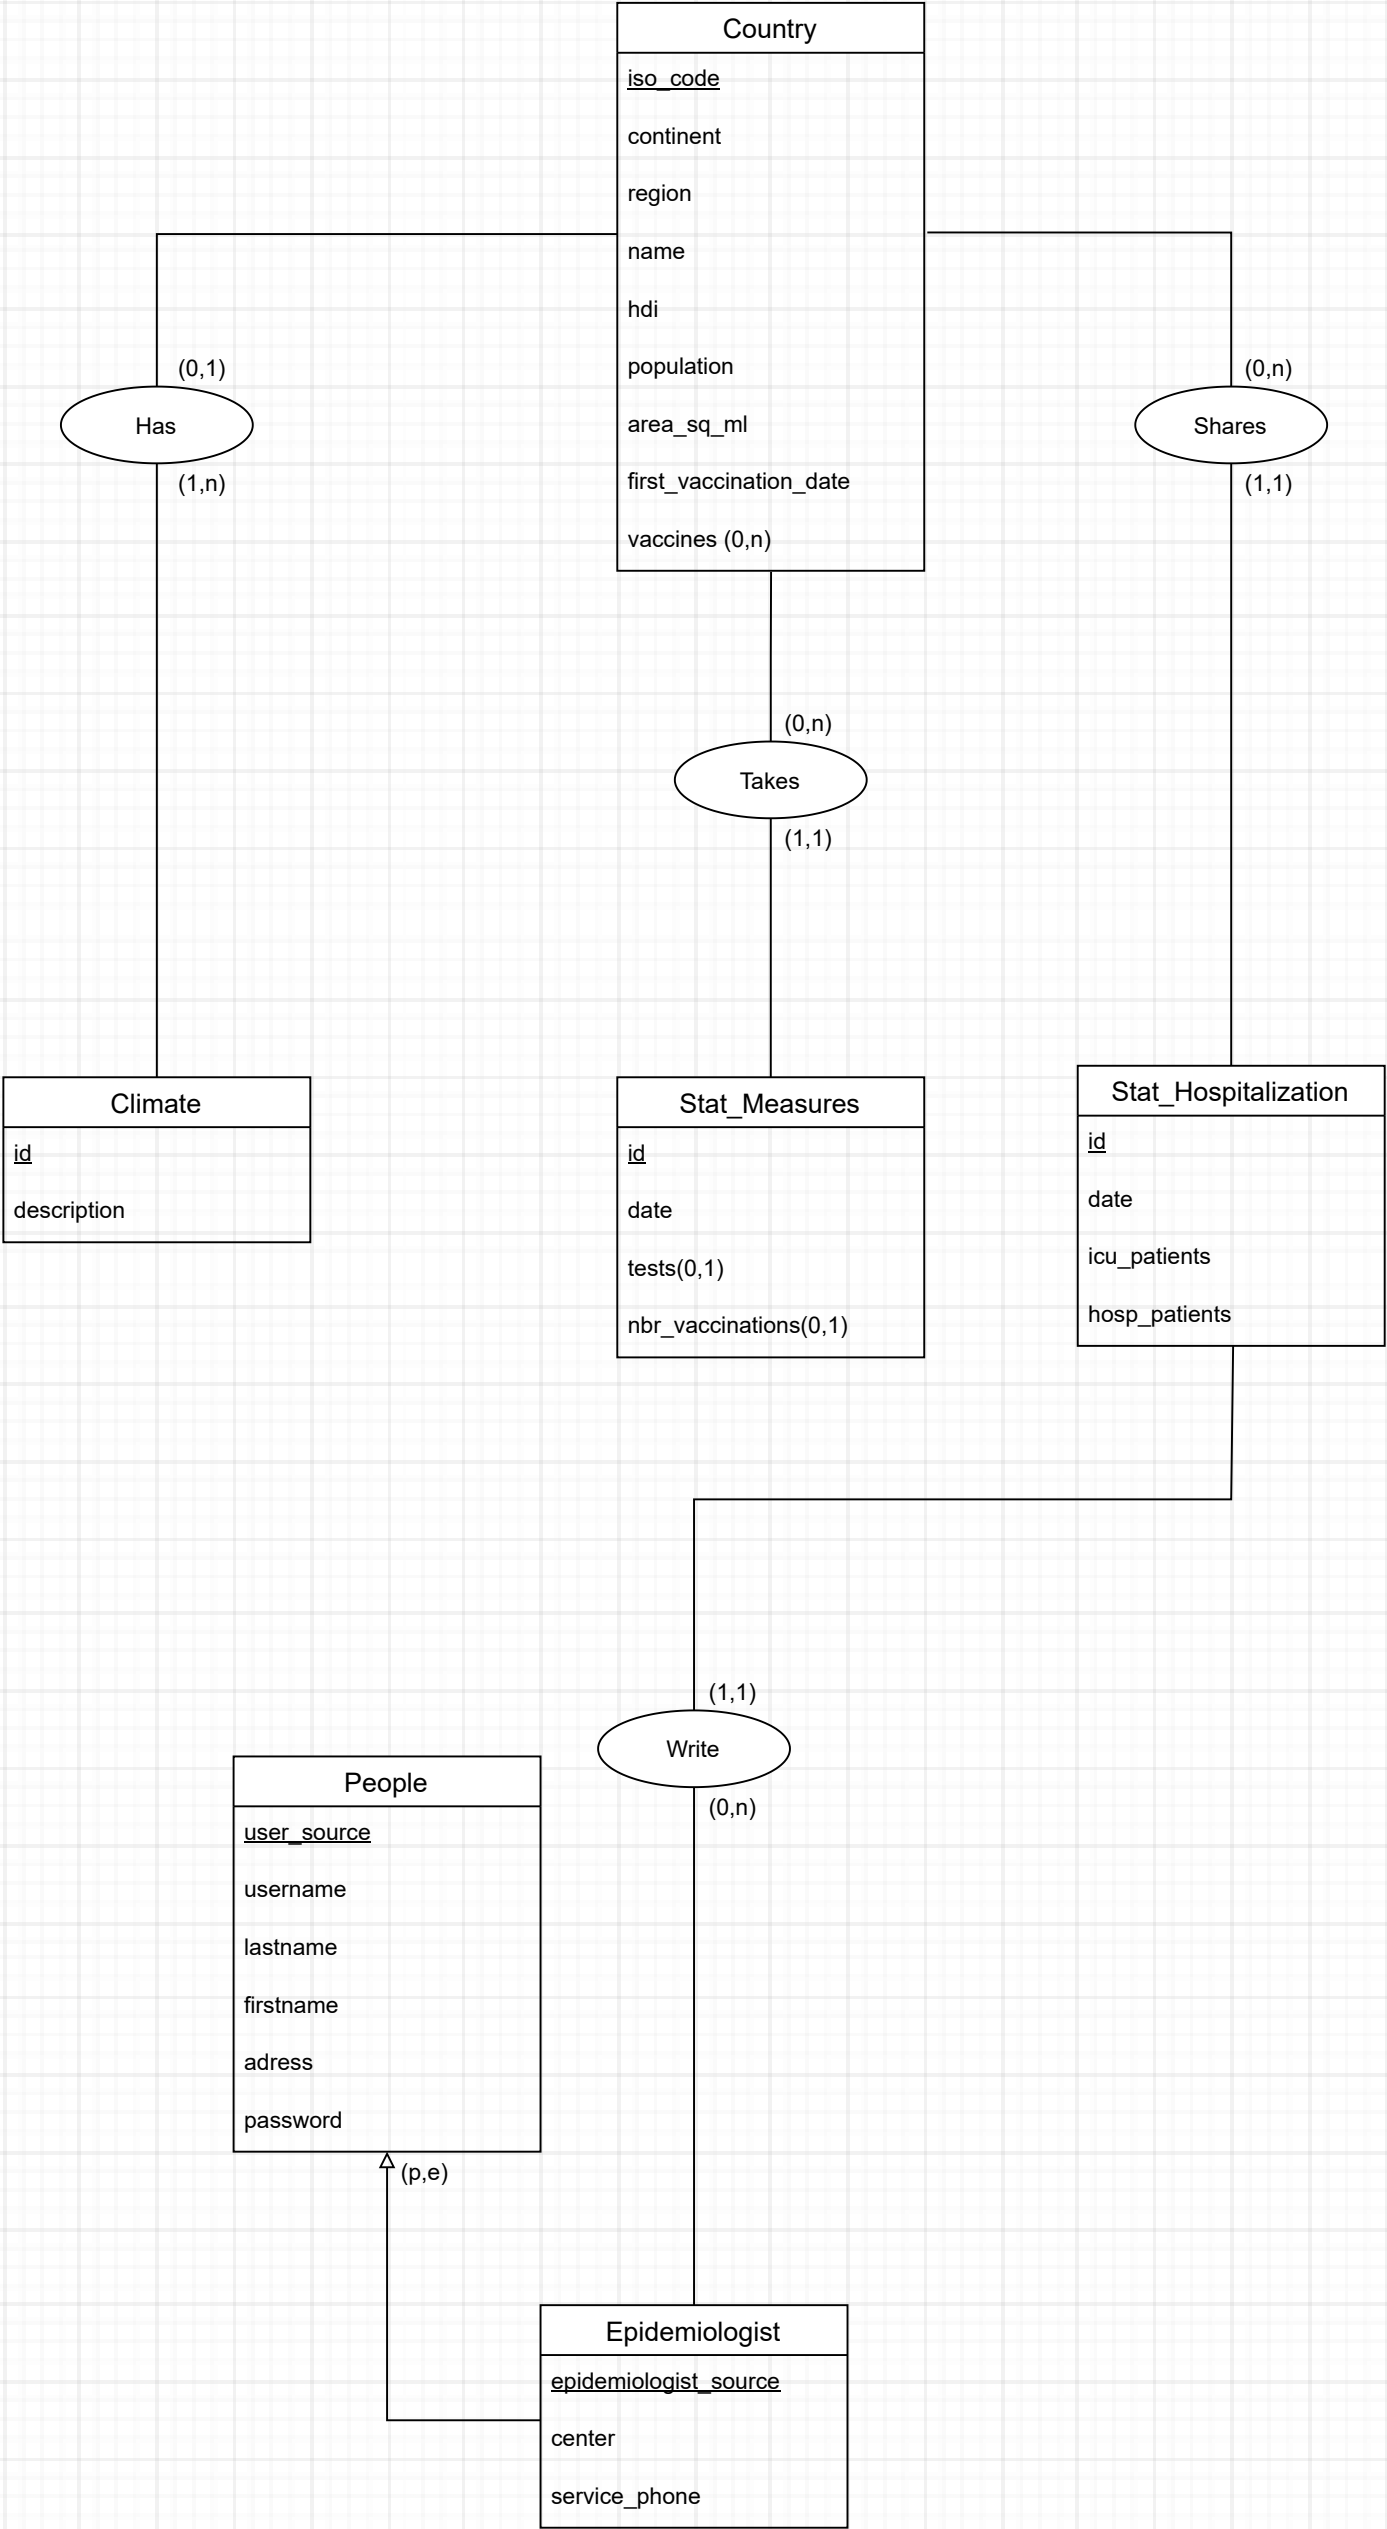 Country
iso_code
continent
region
name
hdi
population
area_sq_ml
first_vaccination_date
vaccines (0,n)
(0,1)
Has
(1,n)
(0,n)
Shares
(1,1)
(0,n)
Takes
(1,1)
Climate
id
description
Stat_Measures
id
date
tests(0,1)
nbr_vaccinations(0,1)
Stat_Hospitalization
id
date
icu_patients
hosp_patients
(1,1)
Write
(0,n)
People
user_source
username
lastname
firstname
adress
password
(p,e)
Epidemiologist
epidemiologist_source
center
service_phone